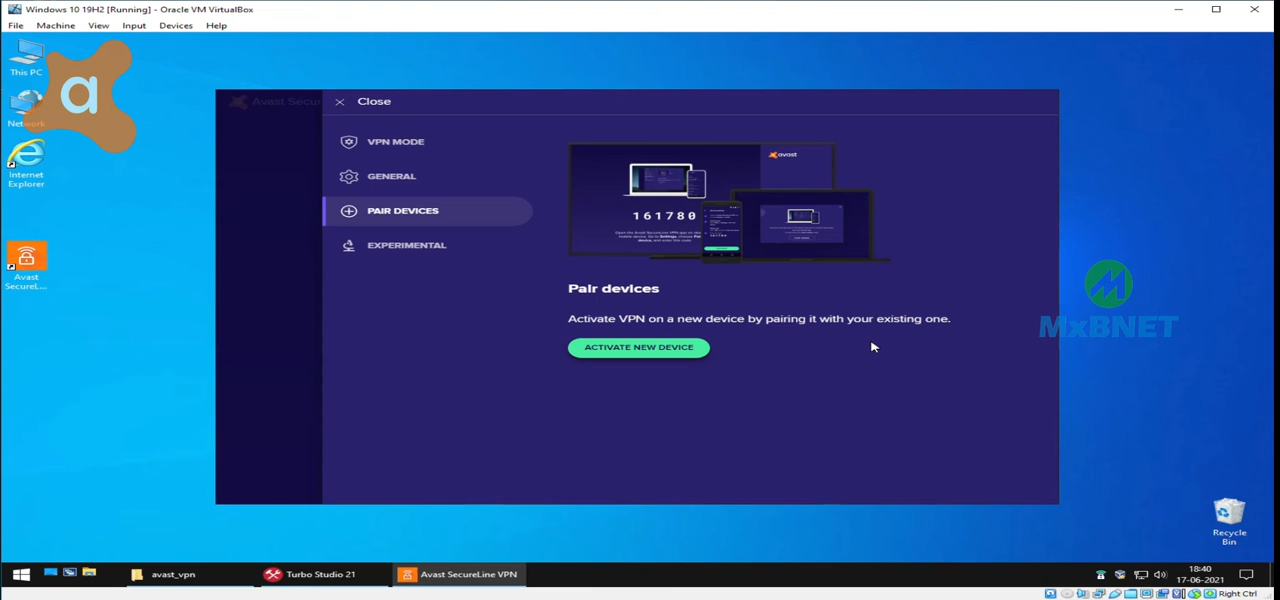 Windows 10 19H2 [Running] - Oracle VM VirtualBox
File Machine View Input Devices Help
This PC
a
Internet
Explorer
Avast
SecureL...
Avast Secur
Close
VPN MODE
GENERAL
PAIR DEVICES
EXPERIMENTAL
avast
161780
Pair devices
Activate VPN on a new device by pairing it with your existing one.
ACTIVATE NEW DEVICE
MxBNET
Recycle
Bin
avast_vpn
Turbo Studio 21
Avast SecureLine VPN
18:40
17-06-2021
Right Ctrl